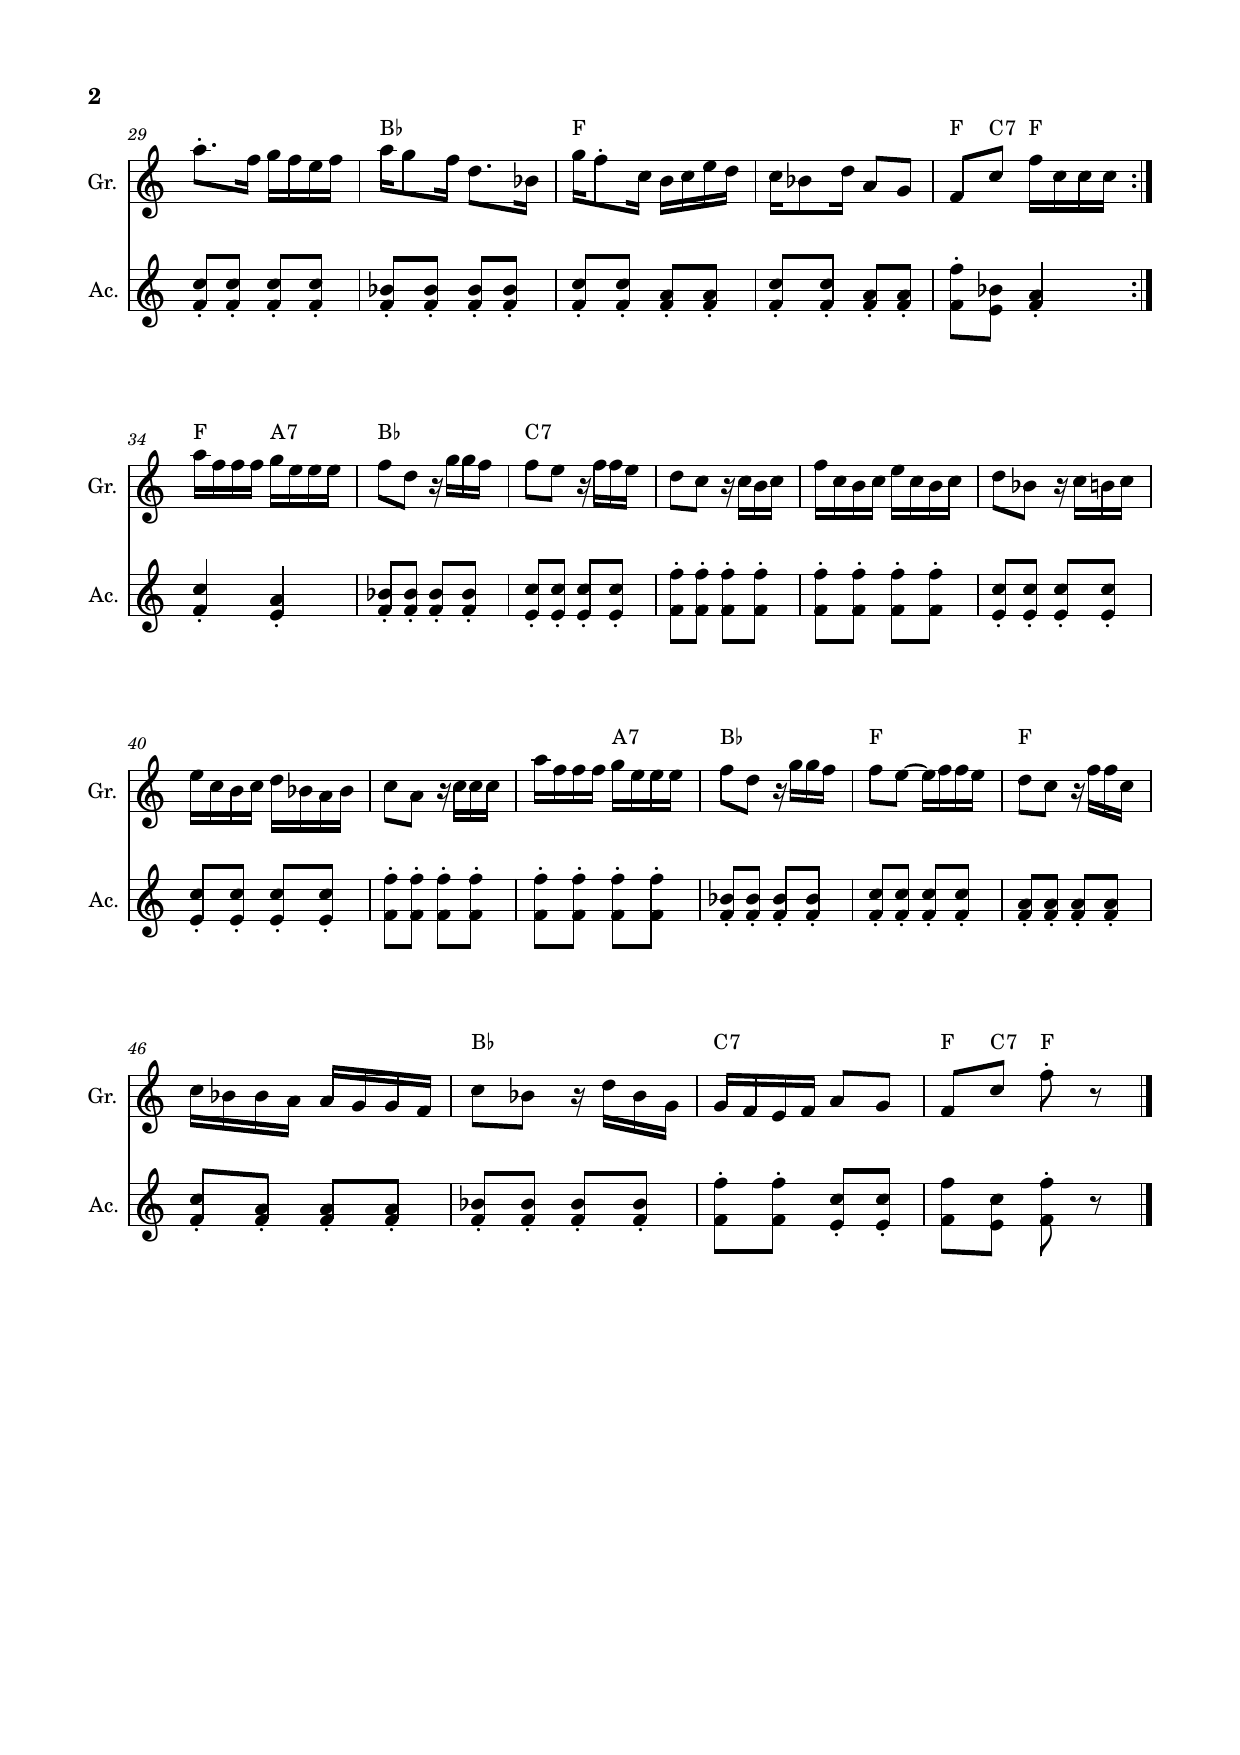 2
29 B♭ F F C7 F
Gr.
Ac.
34 F A7 B♭ C7
Gr.
Ac.
40 A7 B♭ F F
Gr.
Ac.
46 B♭ C7 F C7 F
Gr.
Ac.